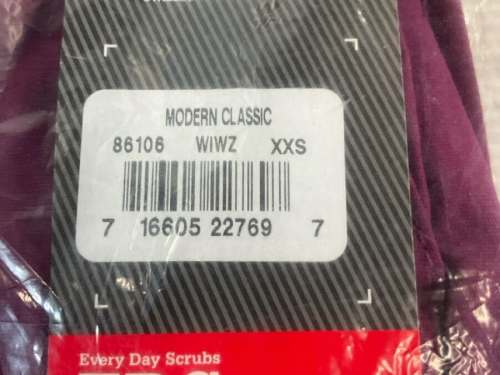 MODERN CLASSIC
86106 WIWZ XXS
7 16605 22769 7
Every Day Scrubs